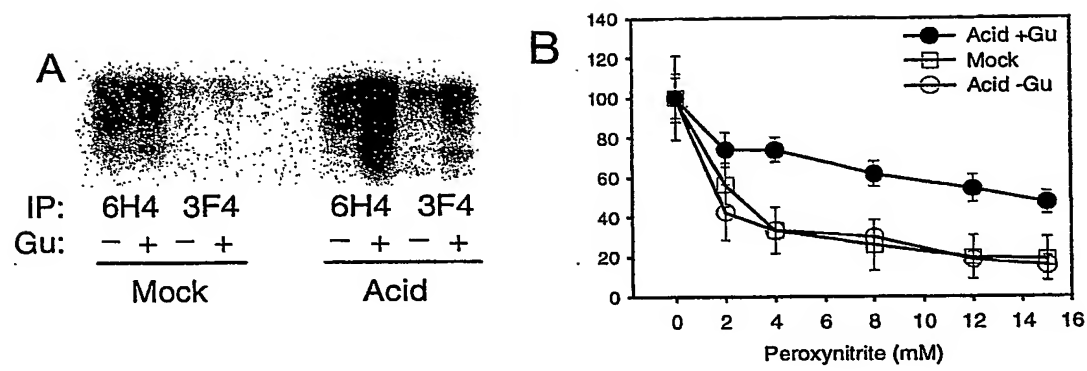 A
IP: 6H4 3F4 6H4 3F4
Gu: − + − + − + − +
Mock Acid
B
140
120
100
80
60
40
20
0
Acid +Gu
Mock
Acid -Gu
0 2 4 6 8 10 12 14 16
Peroxynitrite (mM)